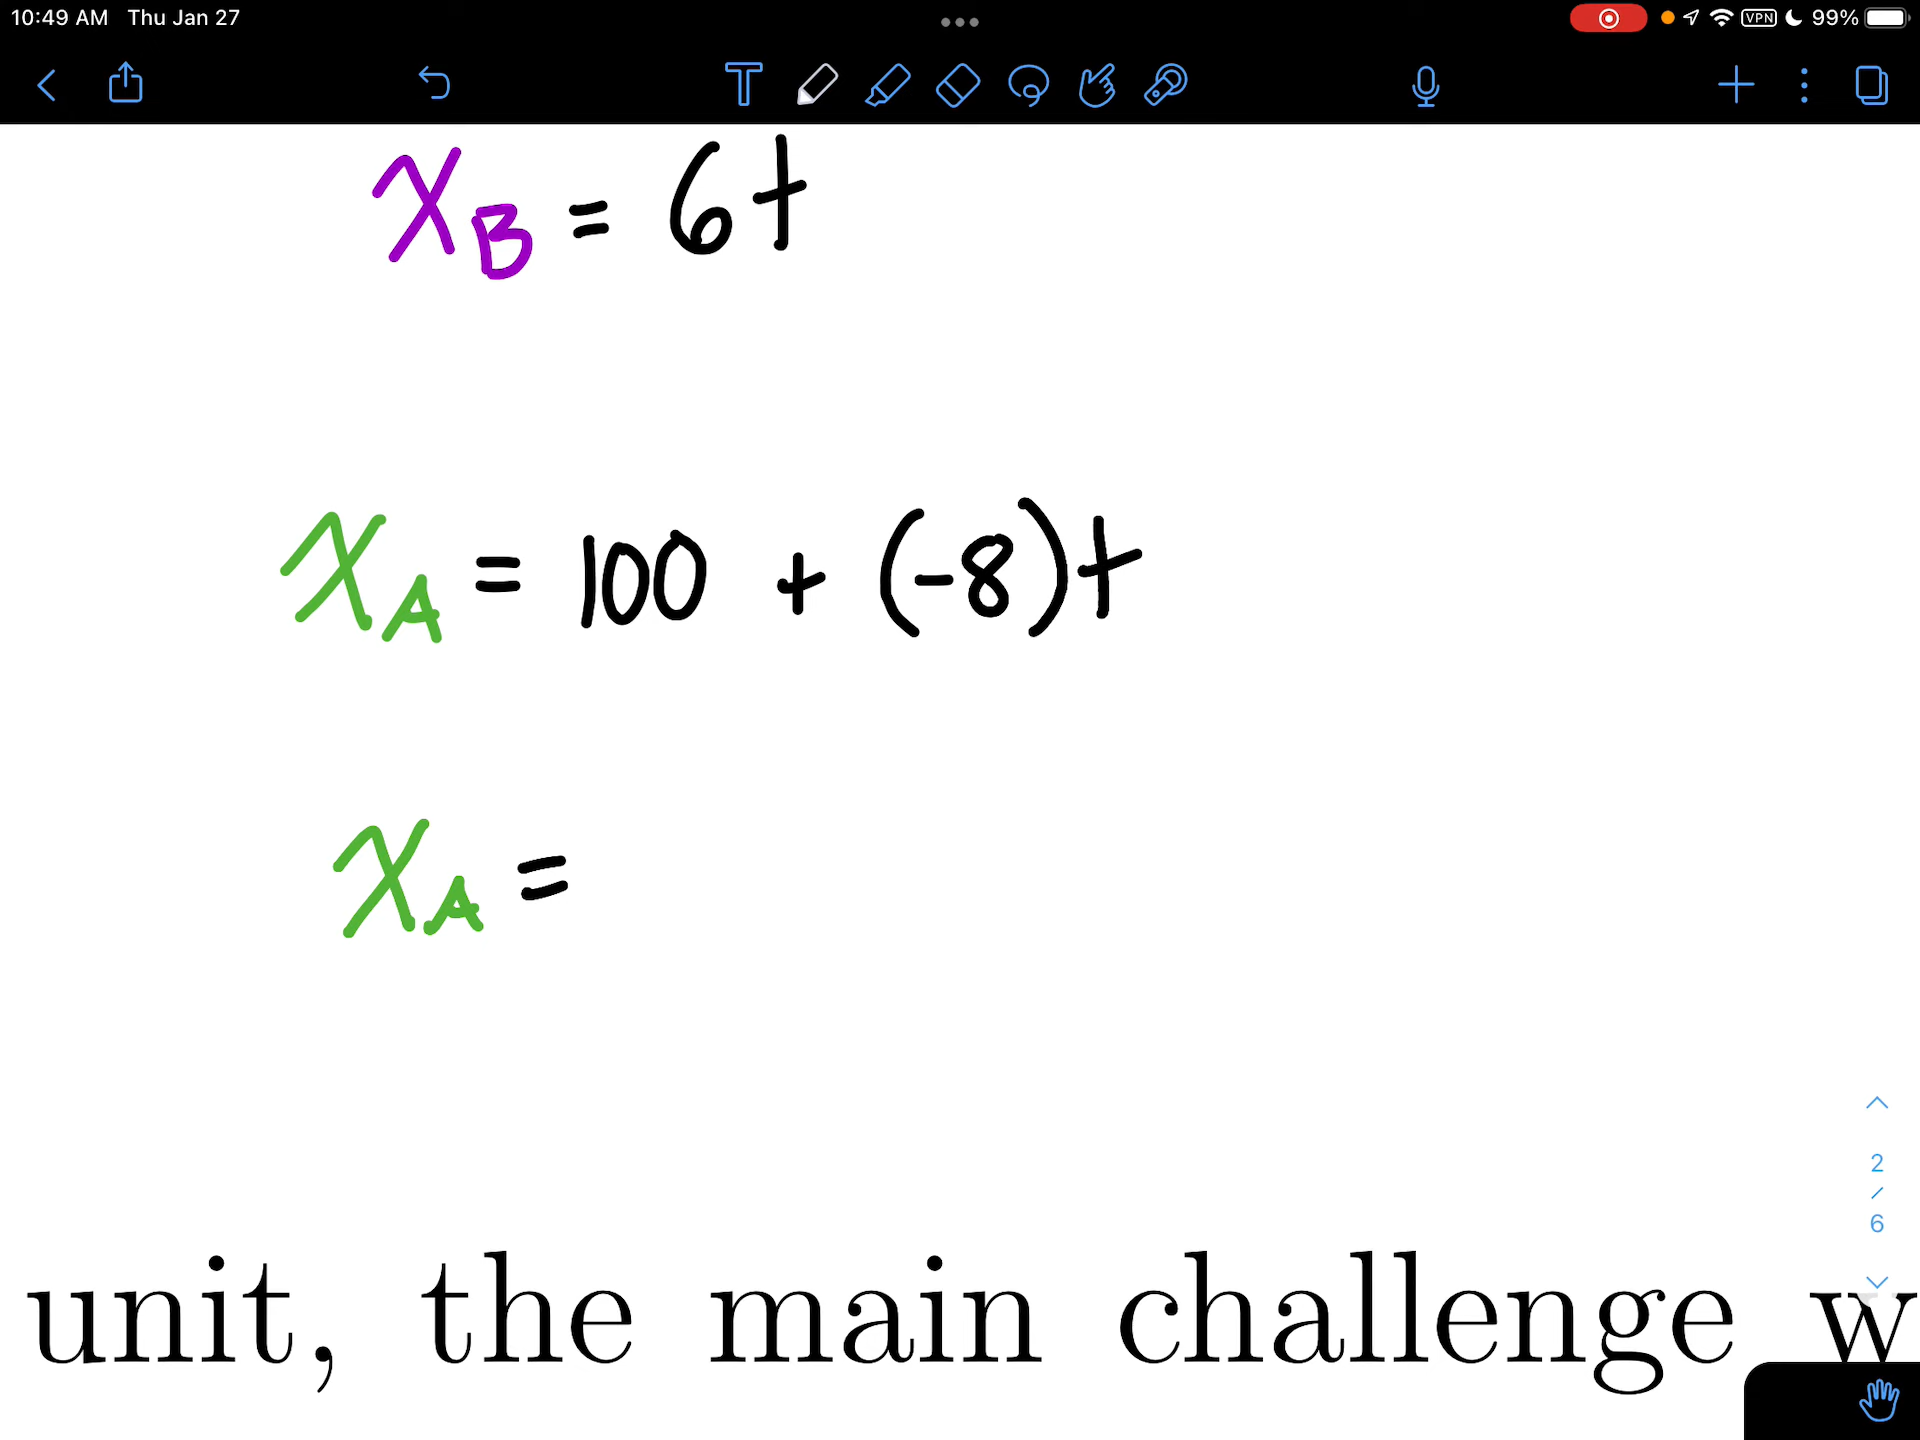 10:49 AM Thu Jan 27 VPN 99%
T
X_B = 6t
X_A = 100 + (-8)t
X_A =
2
/
6
unit, the main challenge w